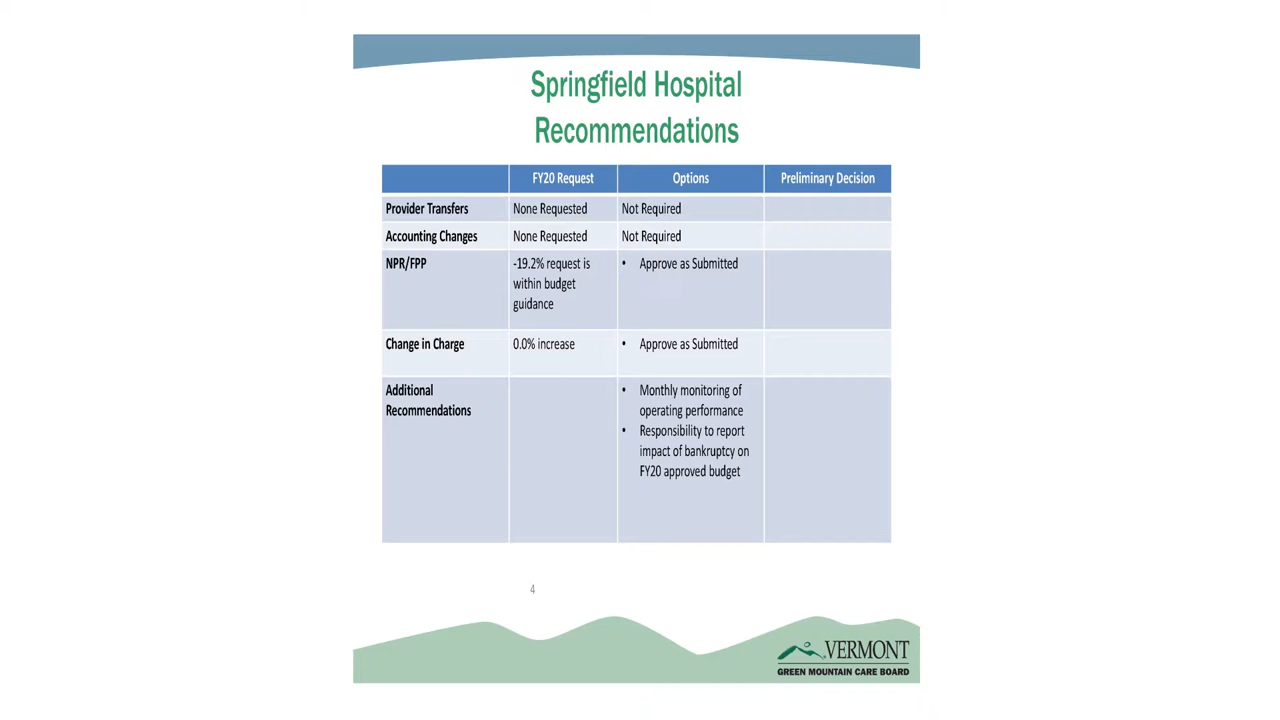 Springfield Hospital
Recommendations
FY20 Request
Options
Preliminary Decision
Provider Transfers
None Requested
Not Required
Accounting Changes
None Requested
Not Required
NPR/FPP
-19.2% request is
within budget
guidance
• Approve as Submitted
Change in Charge
0.0% increase
• Approve as Submitted
Additional
Recommendations
• Monthly monitoring of
operating performance
• Responsibility to report
impact of bankruptcy on
FY20 approved budget
4
VERMONT
GREEN MOUNTAIN CARE BOARD